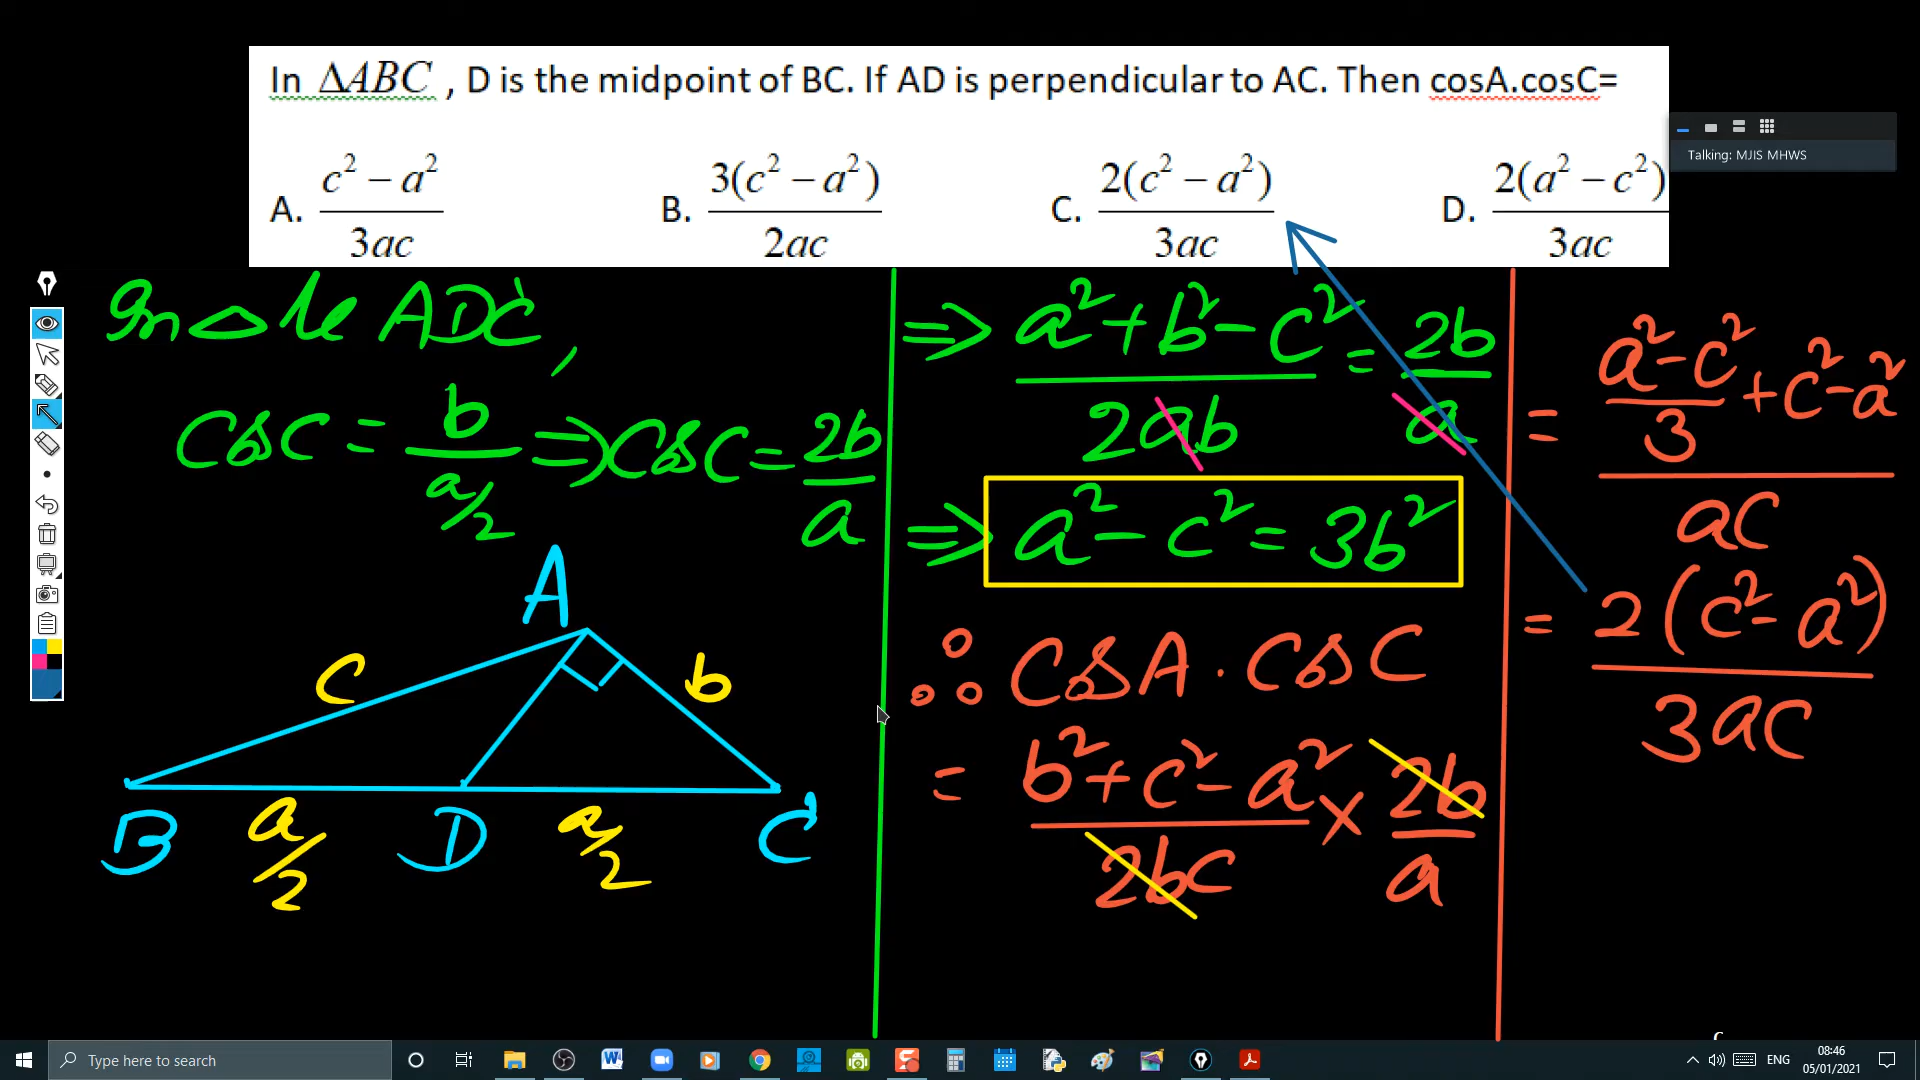 In ΔABC , D is the midpoint of BC. If AD is perpendicular to AC. Then cosA.cosC=
A. (c² − a²)/3ac B. 3(c² − a²)/2ac C. 2(c² − a²)/3ac D. 2(a² − c²)/3ac
Talking: MJIS MHWS
In Δle ADC,
cosC = b/(a/2) ⇒ cosC = 2b/a
A
c b
B a/2 D a/2 C
⇒ (a² + b² − c²)/2ab = 2b/a
⇒ a² − c² = 3b²
∴ cosA . cosC
= (b² + c² − a²)/2bc × 2b/a
= ((a² − c²)/3 + c² − a²)/ac
= 2(c² − a²)/3ac
Type here to search
ENG
08:46
05/01/2021